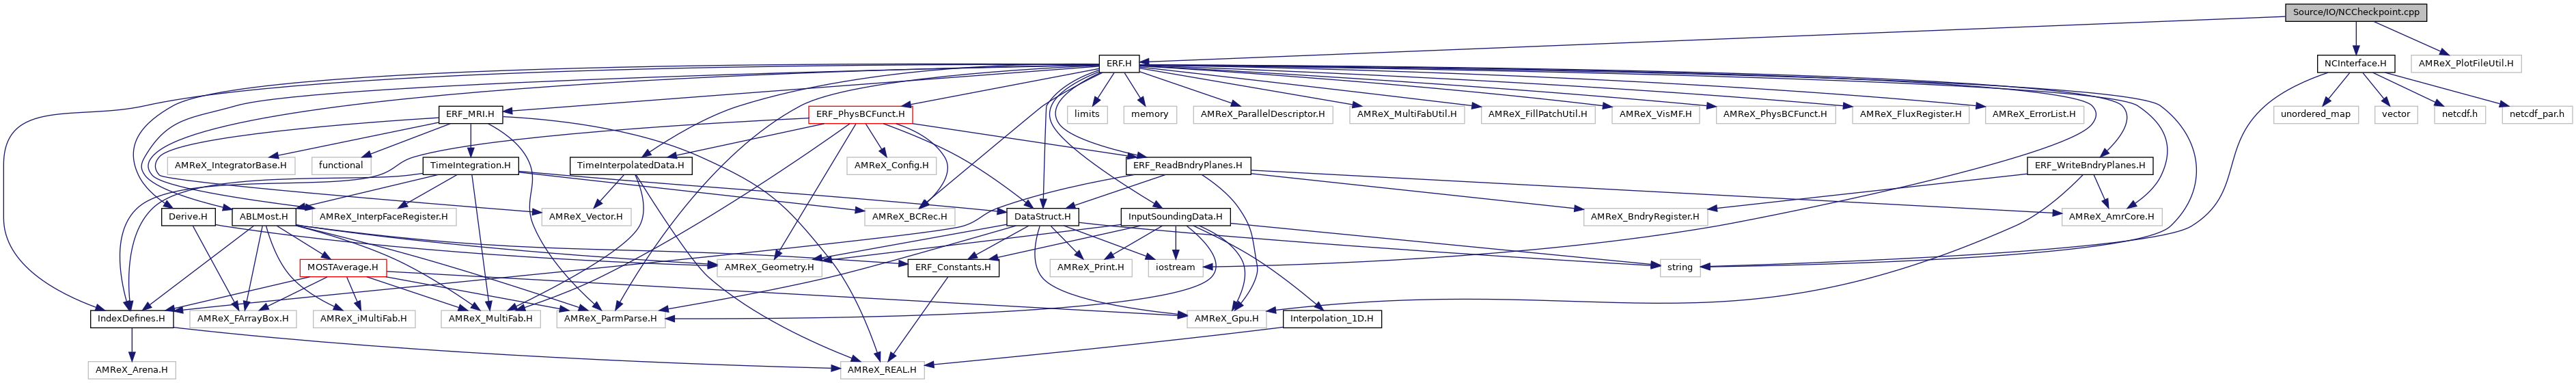 Source/IO/NCCheckpoint.cpp
ERF.H
NCInterface.H
AMReX_PlotFileUtil.H
ERF_MRI.H
ERF_PhysBCFunct.H
limits
memory
AMReX_ParallelDescriptor.H
AMReX_MultiFabUtil.H
AMReX_FillPatchUtil.H
AMReX_VisMF.H
AMReX_PhysBCFunct.H
AMReX_FluxRegister.H
AMReX_ErrorList.H
unordered_map
vector
netcdf.h
netcdf_par.h
AMReX_IntegratorBase.H
functional
TimeIntegration.H
TimeInterpolatedData.H
AMReX_Config.H
ERF_ReadBndryPlanes.H
ERF_WriteBndryPlanes.H
Derive.H
ABLMost.H
AMReX_InterpFaceRegister.H
AMReX_Vector.H
AMReX_BCRec.H
DataStruct.H
InputSoundingData.H
AMReX_BndryRegister.H
AMReX_AmrCore.H
MOSTAverage.H
AMReX_Geometry.H
ERF_Constants.H
AMReX_Print.H
iostream
string
IndexDefines.H
AMReX_FArrayBox.H
AMReX_iMultiFab.H
AMReX_MultiFab.H
AMReX_ParmParse.H
AMReX_Gpu.H
Interpolation_1D.H
AMReX_Arena.H
AMReX_REAL.H